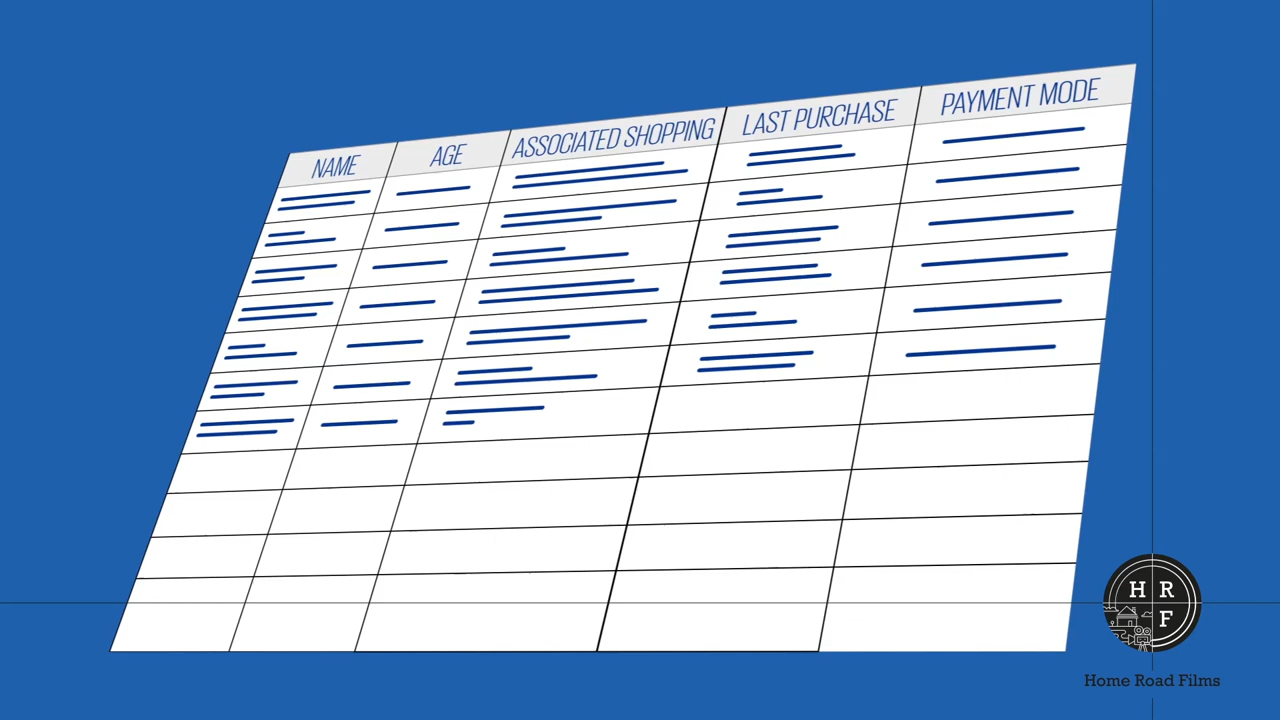 NAME AGE ASSOCIATED SHOPPING LAST PURCHASE PAYMENT MODE
H R
F
Home Road Films